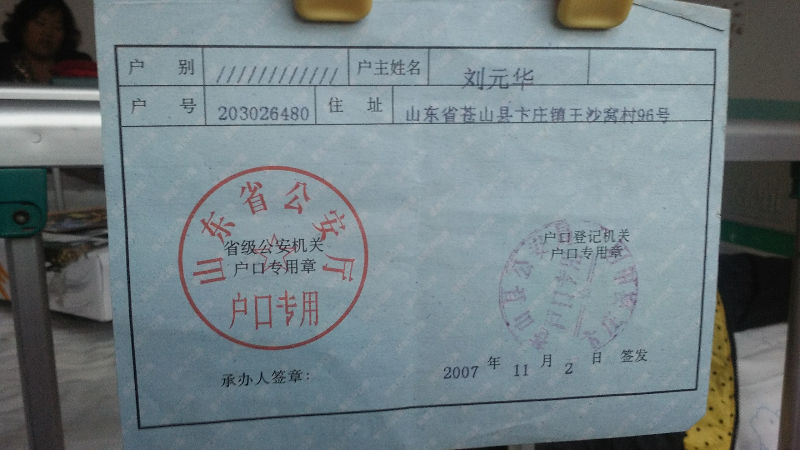 户 别 //////////// 户主姓名 刘元华
户 号 203026480 住 址 山东省苍山县卞庄镇王沙窝村96号
山东省公安厅
省级公安机关
户口专用章
户口专用
户口登记机关
户口专用章
承办人签章:
2007 年 11 月 2 日 签发